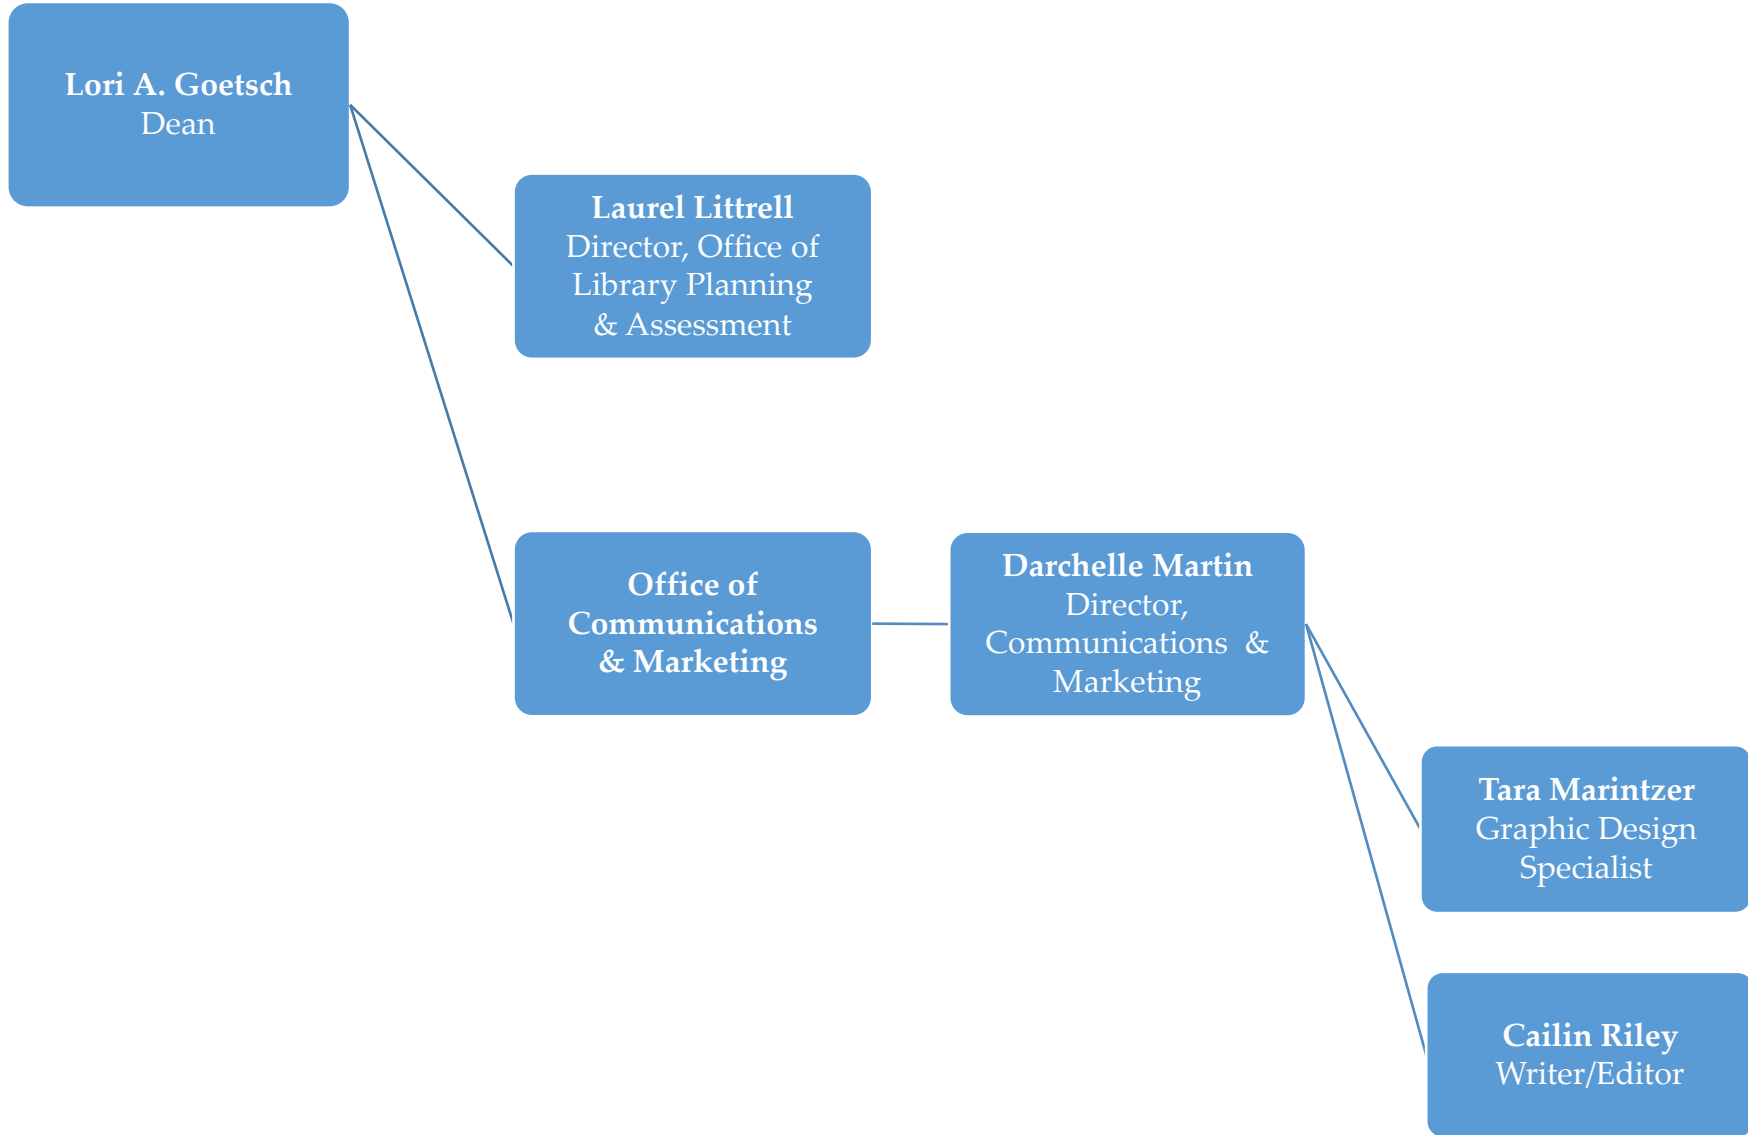 Lori A. Goetsch
Dean
Laurel Littrell
Director, Office of
Library Planning
& Assessment
Office of
Communications
& Marketing
Darchelle Martin
Director,
Communications  &
Marketing
Tara Marintzer
Graphic Design
Specialist
Cailin Riley
Writer/Editor